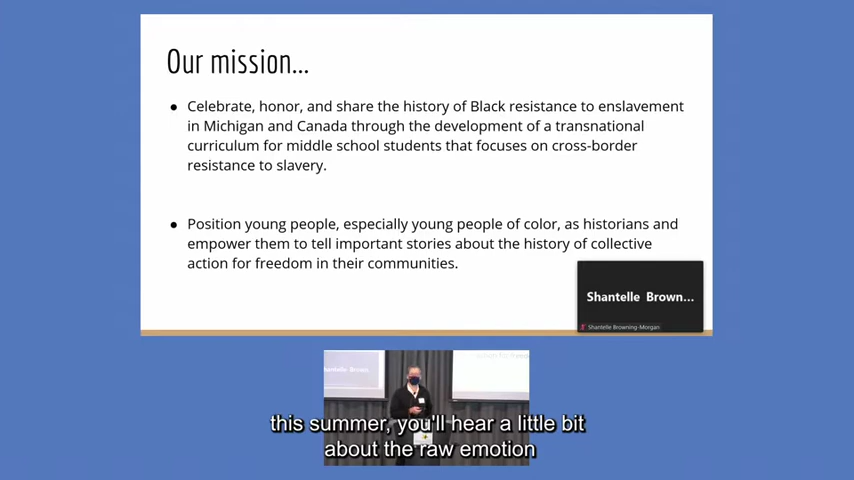 Our mission...
● Celebrate, honor, and share the history of Black resistance to enslavement
in Michigan and Canada through the development of a transnational
curriculum for middle school students that focuses on cross-border
resistance to slavery.
● Position young people, especially young people of color, as historians and
empower them to tell important stories about the history of collective
action for freedom in their communities.
Shantelle Brown...
Shantelle Browning-Morgan
this summer, you'll hear a little bit
about the raw emotion